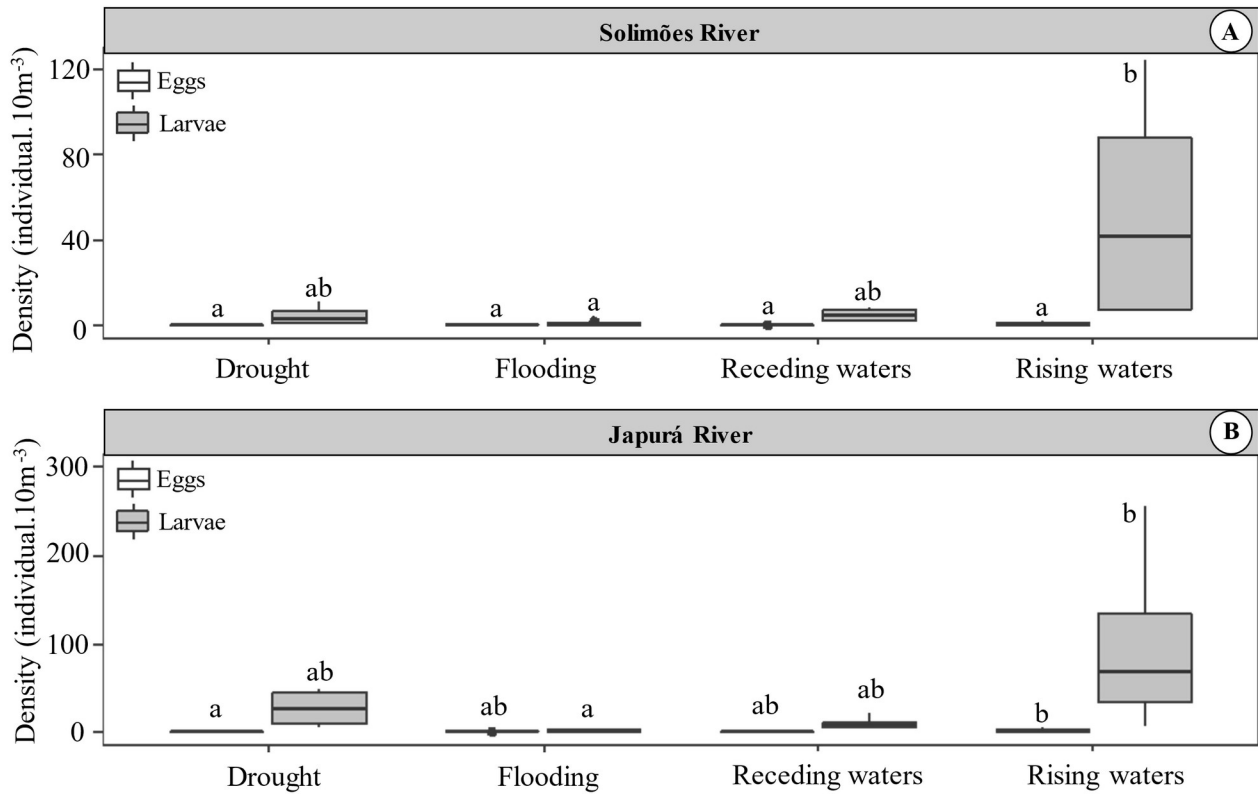 Solimões River
A
Density (individual.10m-3)
120
80
40
0
Eggs
Larvae
a
ab
a
a
a
ab
a
b
Drought
Flooding
Receding waters
Rising waters
Japurá River
B
Density (individual.10m-3)
300
200
100
0
Eggs
Larvae
a
ab
ab
a
ab
ab
b
b
Drought
Flooding
Receding waters
Rising waters